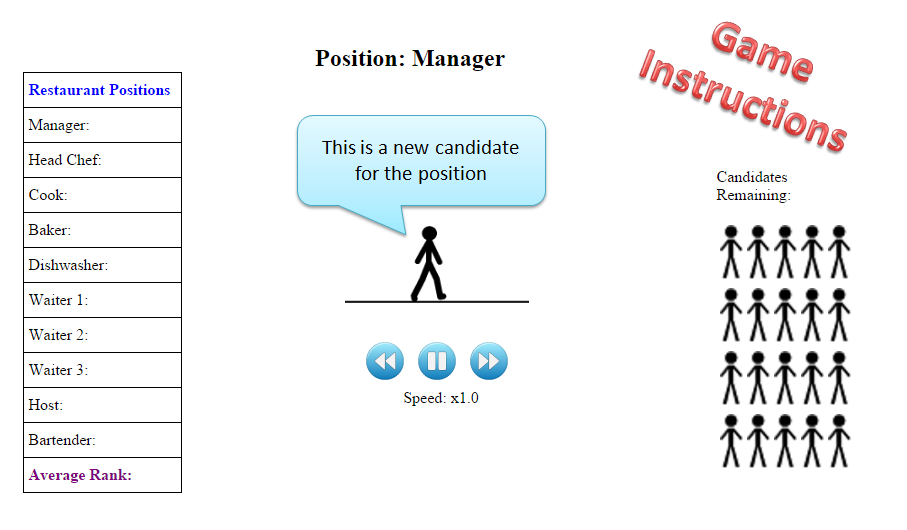 Position: Manager
Game
Instructions
Restaurant Positions
Manager:
Head Chef:
Cook:
Baker:
Dishwasher:
Waiter 1:
Waiter 2:
Waiter 3:
Host:
Bartender:
Average Rank:
This is a new candidate
for the position
Speed: x1.0
Candidates
Remaining: